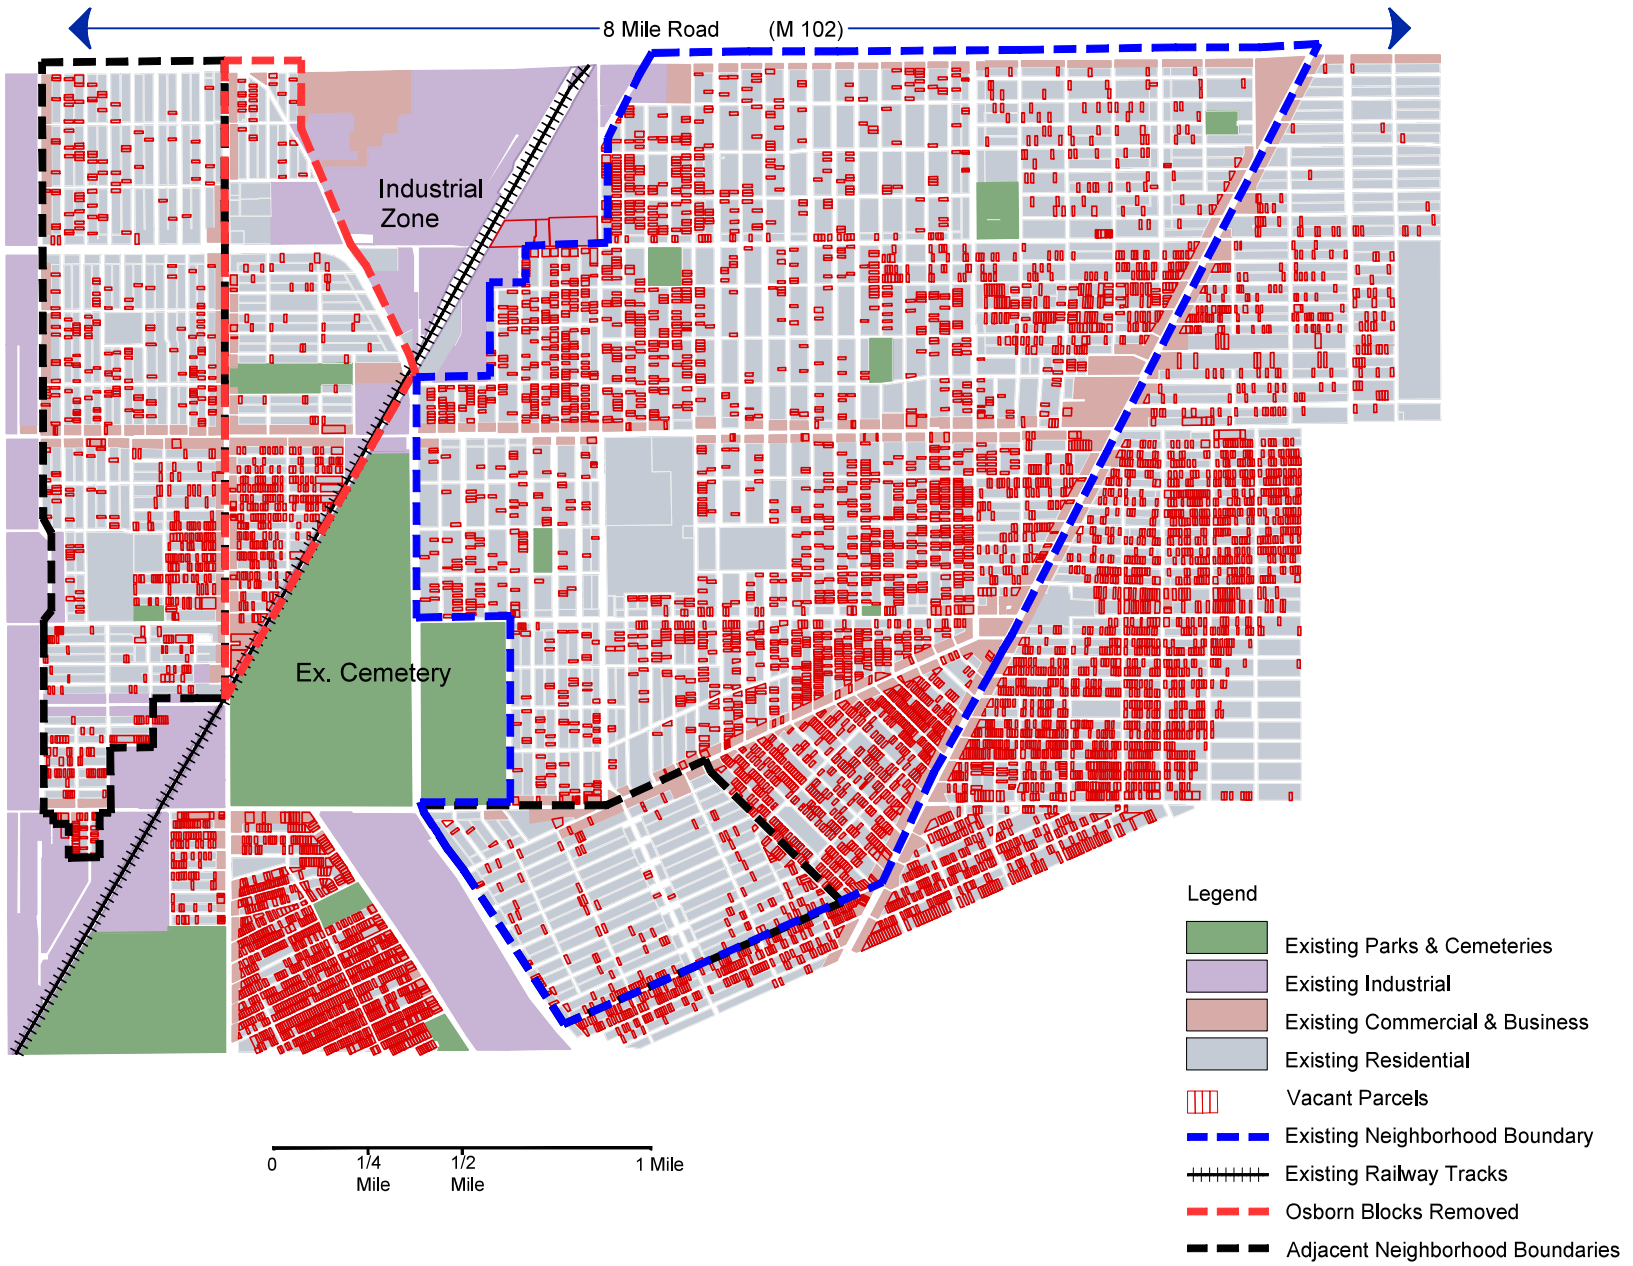 8 Mile Road (M 102)
Industrial
Zone
Ex. Cemetery
Legend
Existing Parks & Cemeteries
Existing Industrial
Existing Commercial & Business
Existing Residential
Vacant Parcels
Existing Neighborhood Boundary
Existing Railway Tracks
Osborn Blocks Removed
Adjacent Neighborhood Boundaries
0 1/4 1/2 1 Mile
Mile Mile